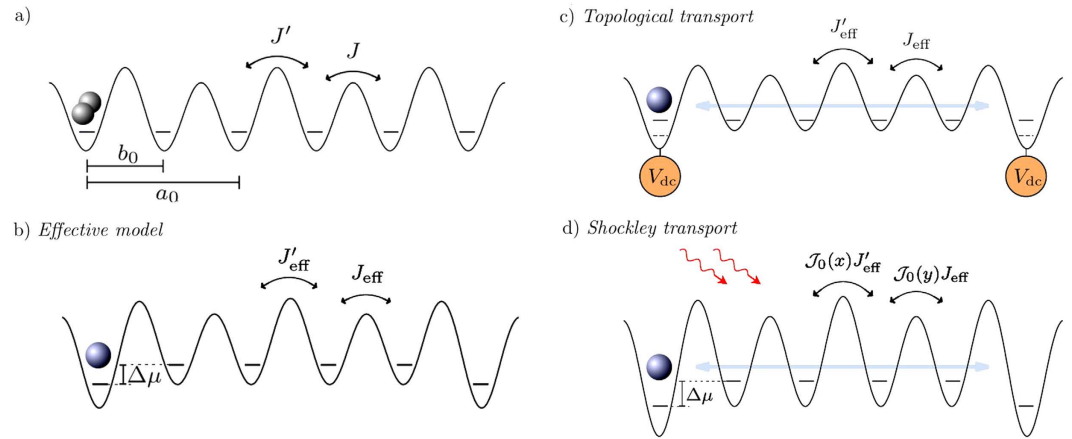 a)
J′
J
b₀
a₀
b) Effective model
J′eff
Jeff
Δμ
c) Topological transport
J′eff
Jeff
Vdc
Vdc
d) Shockley transport
𝒥₀(x)J′eff
𝒥₀(y)Jeff
Δμ